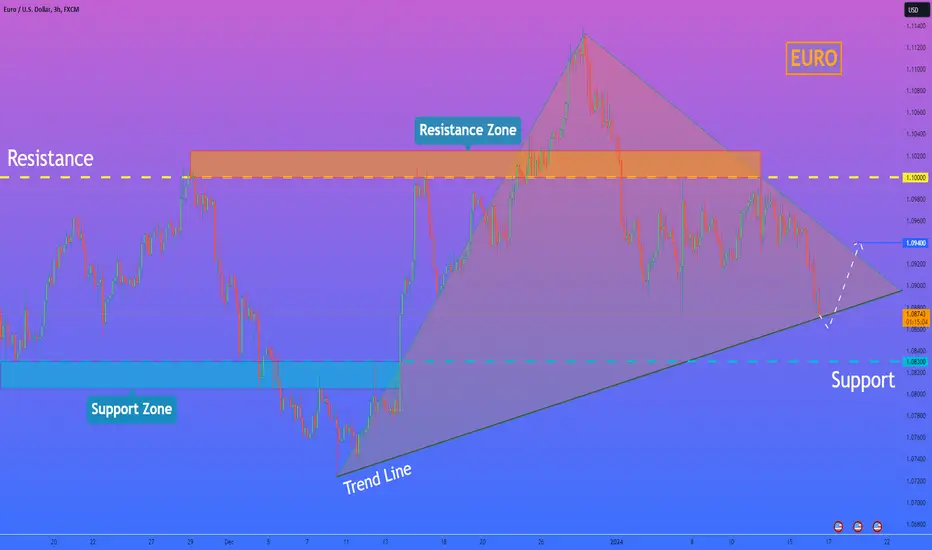 Euro / U.S. Dollar, 3h, FXCM
USD
1.11400
1.11200
EURO
1.11000
1.10800
1.10600
1.10400
Resistance Zone
1.10200
Resistance
1.10000
1.09800
1.09600
1.09400
1.09200
1.09000
1.08800
1.08743
01:15:04
1.08600
1.08300
1.08200
Support
Support Zone
1.08000
1.07800
1.07600
1.07400
Trend Line
1.07200
1.07000
1.06800
20 22 27 29 Dec 5 7 11 13 18 20 26 2024 8 10 15 17 22